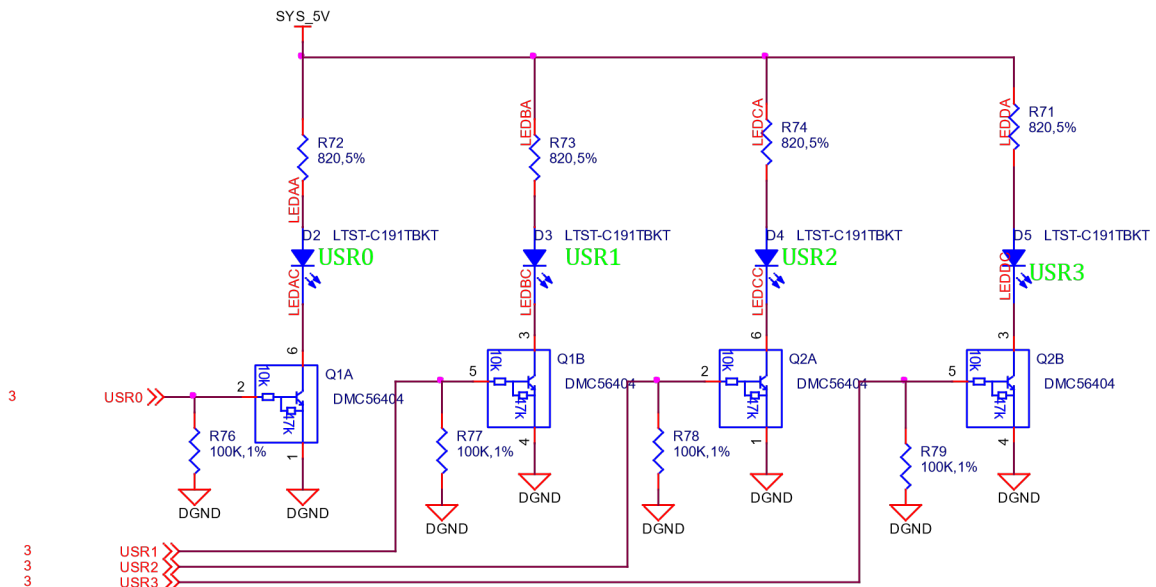 SYS_5V
LEDBA
LEDCA
LEDDA
R72
820,5%
R73
820,5%
R74
820,5%
R71
820,5%
LEDAA
D2 LTST-C191TBKT
USR0
D3 LTST-C191TBKT
USR1
D4 LTST-C191TBKT
USR2
D5 LTST-C191TBKT
USR3
LEDAC
LEDBC
LEDCC
LEDDC
6
3
6
3
10k
Q1A
DMC56404
47k
2
1
10k
Q1B
DMC56404
47k
5
4
10k
Q2A
DMC56404
47k
2
1
10k
Q2B
DMC56404
47k
5
4
3 USR0
R76
100K,1%
R77
100K,1%
R78
100K,1%
R79
100K,1%
DGND
DGND
DGND
DGND
DGND
DGND
DGND
DGND
3 USR1
3 USR2
3 USR3